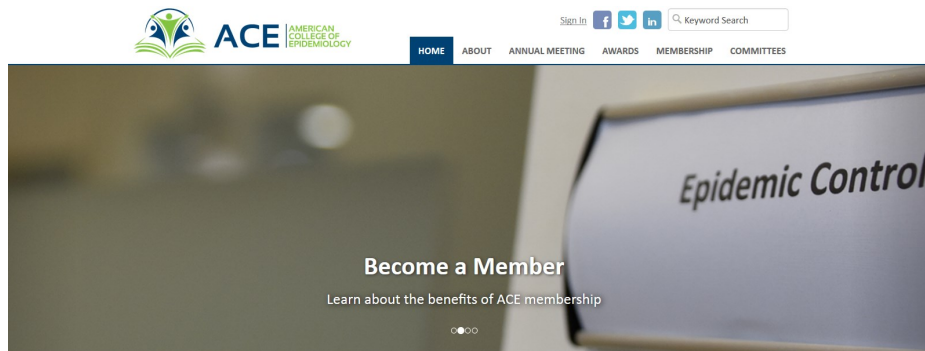 ACE
AMERICAN
COLLEGE OF
EPIDEMIOLOGY
Sign In
f
in
Keyword Search
HOME ABOUT ANNUAL MEETING AWARDS MEMBERSHIP COMMITTEES
Epidemic Control
Become a Member
Learn about the benefits of ACE membership